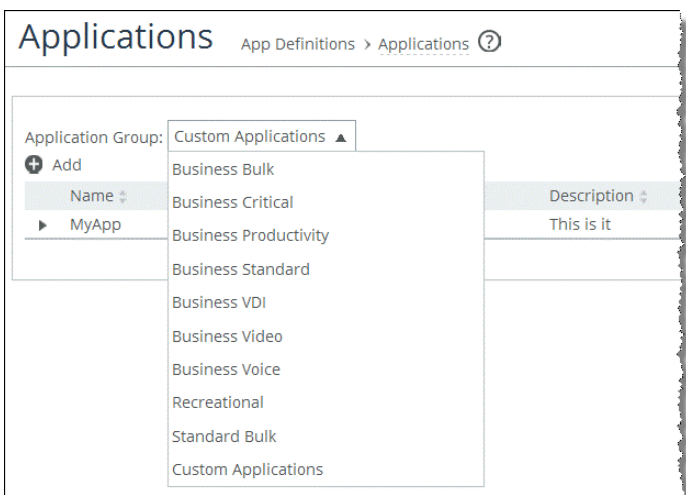 Applications App Definitions > Applications ?
Application Group: Custom Applications
Add
Name Description
MyApp This is it
Business Bulk
Business Critical
Business Productivity
Business Standard
Business VDI
Business Video
Business Voice
Recreational
Standard Bulk
Custom Applications